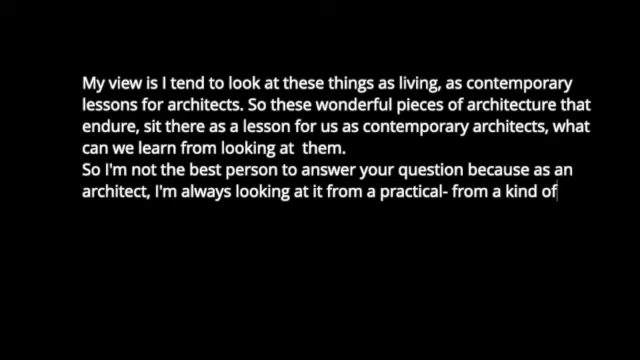 My view is I tend to look at these things as living, as contemporary
lessons for architects. So these wonderful pieces of architecture that
endure, sit there as a lesson for us as contemporary architects, what
can we learn from looking at  them.
So I'm not the best person to answer your question because as an
architect, I'm always looking at it from a practical- from a kind of